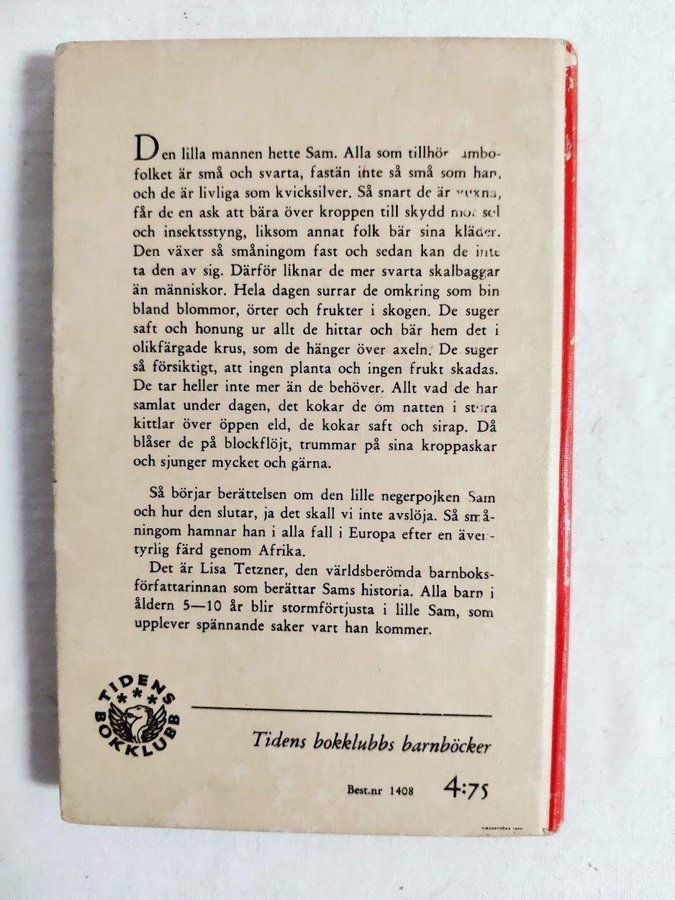 Den lilla mannen hette Sam. Alla som tillhör ambo-
folket är små och svarta, fastän inte så små som han,
och de är livliga som kvicksilver. Så snart de är vuxna,
får de en ask att bära över kroppen till skydd mot sol
och insektsstyng, liksom annat folk bär sina kläder.
Den växer så småningom fast och sedan kan de inte
ta den av sig. Därför liknar de mer svarta skalbaggar
än människor. Hela dagen surrar de omkring som bin
bland blommor, örter och frukter i skogen. De suger
saft och honung ur allt de hittar och bär hem det i
olikfärgade krus, som de hänger över axeln. De suger
så försiktigt, att ingen planta och ingen frukt skadas.
De tar heller inte mer än de behöver. Allt vad de har
samlat under dagen, det kokar de om natten i stora
kittlar över öppen eld, de kokar saft och sirap. Då
blåser de på blockflöjt, trummar på sina kroppaskar
och sjunger mycket och gärna.
Så börjar berättelsen om den lille negerpojken Sam
och hur den slutar, ja det skall vi inte avslöja. Så små-
ningom hamnar han i alla fall i Europa efter en även-
tyrlig färd genom Afrika.
Det är Lisa Tetzner, den världsberömda barnboks-
författarinnan som berättar Sams historia. Alla barn i
åldern 5—10 år blir stormförtjusta i lille Sam, som
upplever spännande saker vart han kommer.
TIDENS
BOKKLUBB
Tidens bokklubbs barnböcker
Best.nr 1408 4:75